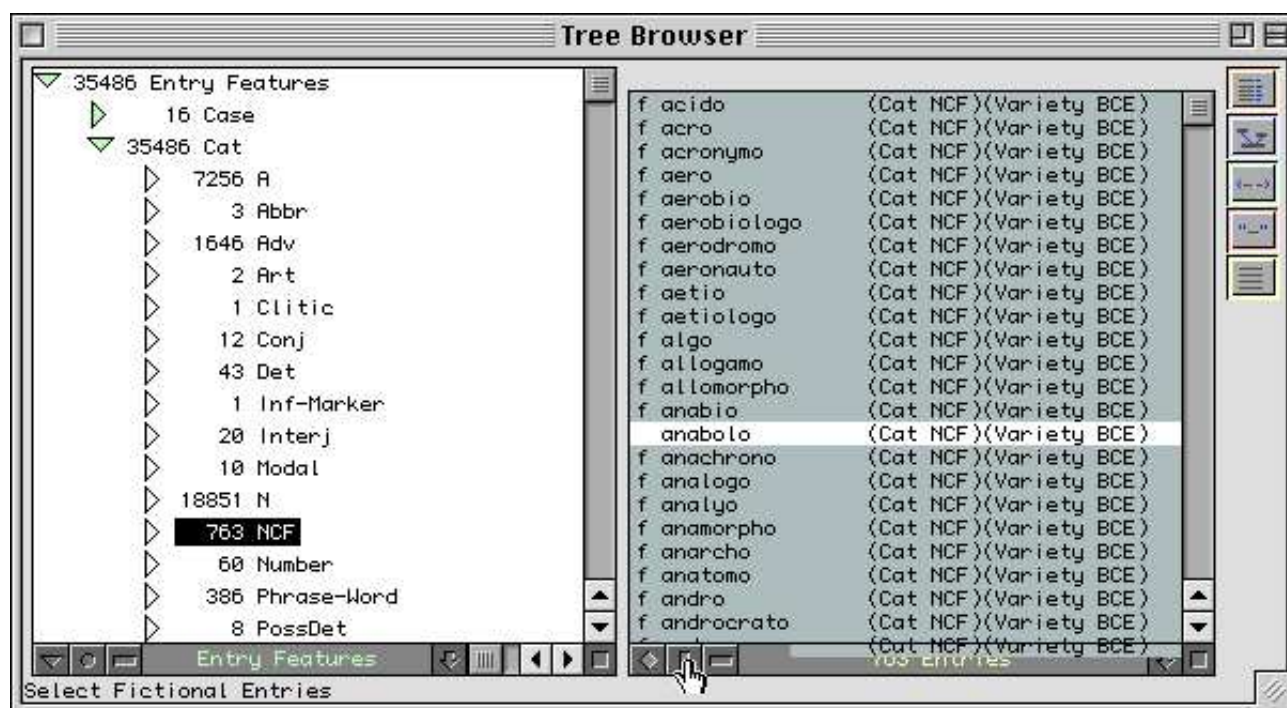 Tree Browser
35486 Entry Features
16 Case
35486 Cat
7256 A
3 Abbr
1646 Adv
2 Art
1 Clitic
12 Conj
43 Det
1 Inf-Marker
20 Interj
10 Modal
18851 N
763 NCF
60 Number
386 Phrase-Word
8 PossDet
Entry Features
f acido (Cat NCF)(Variety BCE)
f acro (Cat NCF)(Variety BCE)
f acronymo (Cat NCF)(Variety BCE)
f aero (Cat NCF)(Variety BCE)
f aerobio (Cat NCF)(Variety BCE)
f aerobiologo (Cat NCF)(Variety BCE)
f aerodromo (Cat NCF)(Variety BCE)
f aeronauto (Cat NCF)(Variety BCE)
f aetio (Cat NCF)(Variety BCE)
f aetiologo (Cat NCF)(Variety BCE)
f algo (Cat NCF)(Variety BCE)
f allogamo (Cat NCF)(Variety BCE)
f allomorpho (Cat NCF)(Variety BCE)
f anabio (Cat NCF)(Variety BCE)
anabolo (Cat NCF)(Variety BCE)
f anachrono (Cat NCF)(Variety BCE)
f analogo (Cat NCF)(Variety BCE)
f analyo (Cat NCF)(Variety BCE)
f anamorpho (Cat NCF)(Variety BCE)
f anarcho (Cat NCF)(Variety BCE)
f anatomo (Cat NCF)(Variety BCE)
f andro (Cat NCF)(Variety BCE)
f androcrato (Cat NCF)(Variety BCE)
(Cat NCF)(Variety BCE)
763 Entries
Select Fictional Entries